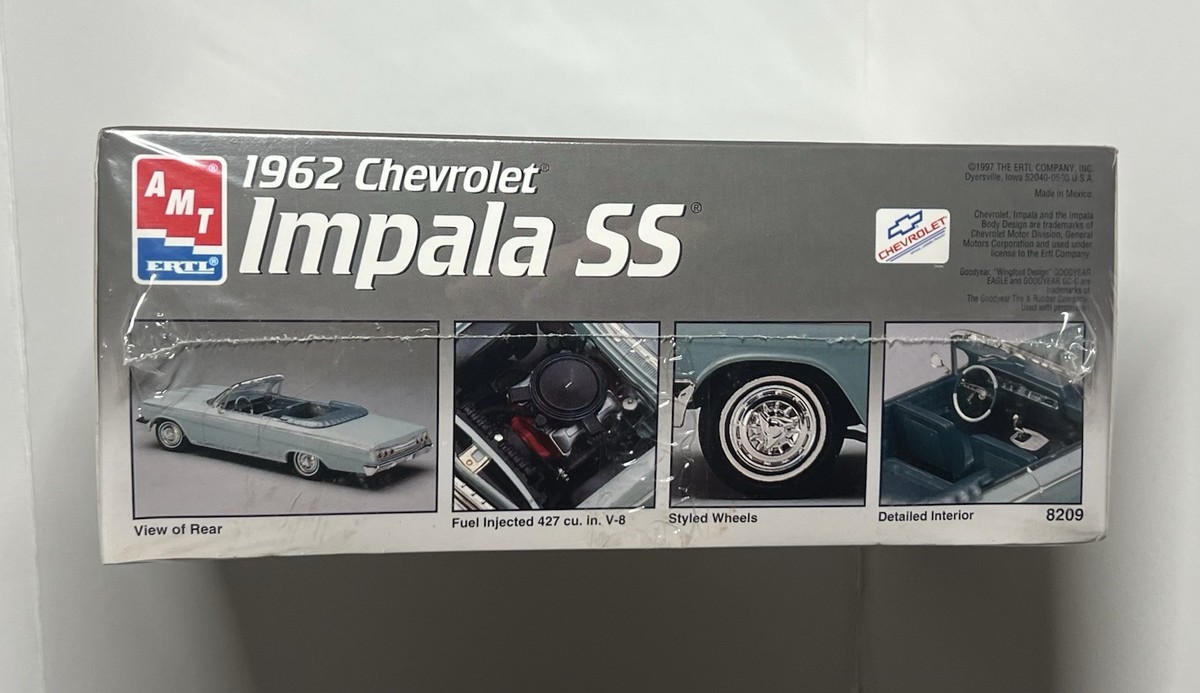 AMT®
ERTL®
1962 Chevrolet®
Impala SS®
©1997 THE ERTL COMPANY, INC.
Dyersville, Iowa 52040-0500 U.S.A.
Made in Mexico.
CHEVROLET
Chevrolet, Impala and the Impala
Body Design are trademarks of
Chevrolet Motor Division, General
Motors Corporation and used under
license to the Ertl Company.
Goodyear, "Wingfoot Design" GOODYEAR
EAGLE and GOODYEAR are
trademarks of
The Goodyear Tire & Rubber Company
Used with
View of Rear
Fuel Injected 427 cu. in. V-8
Styled Wheels
Detailed Interior
8209